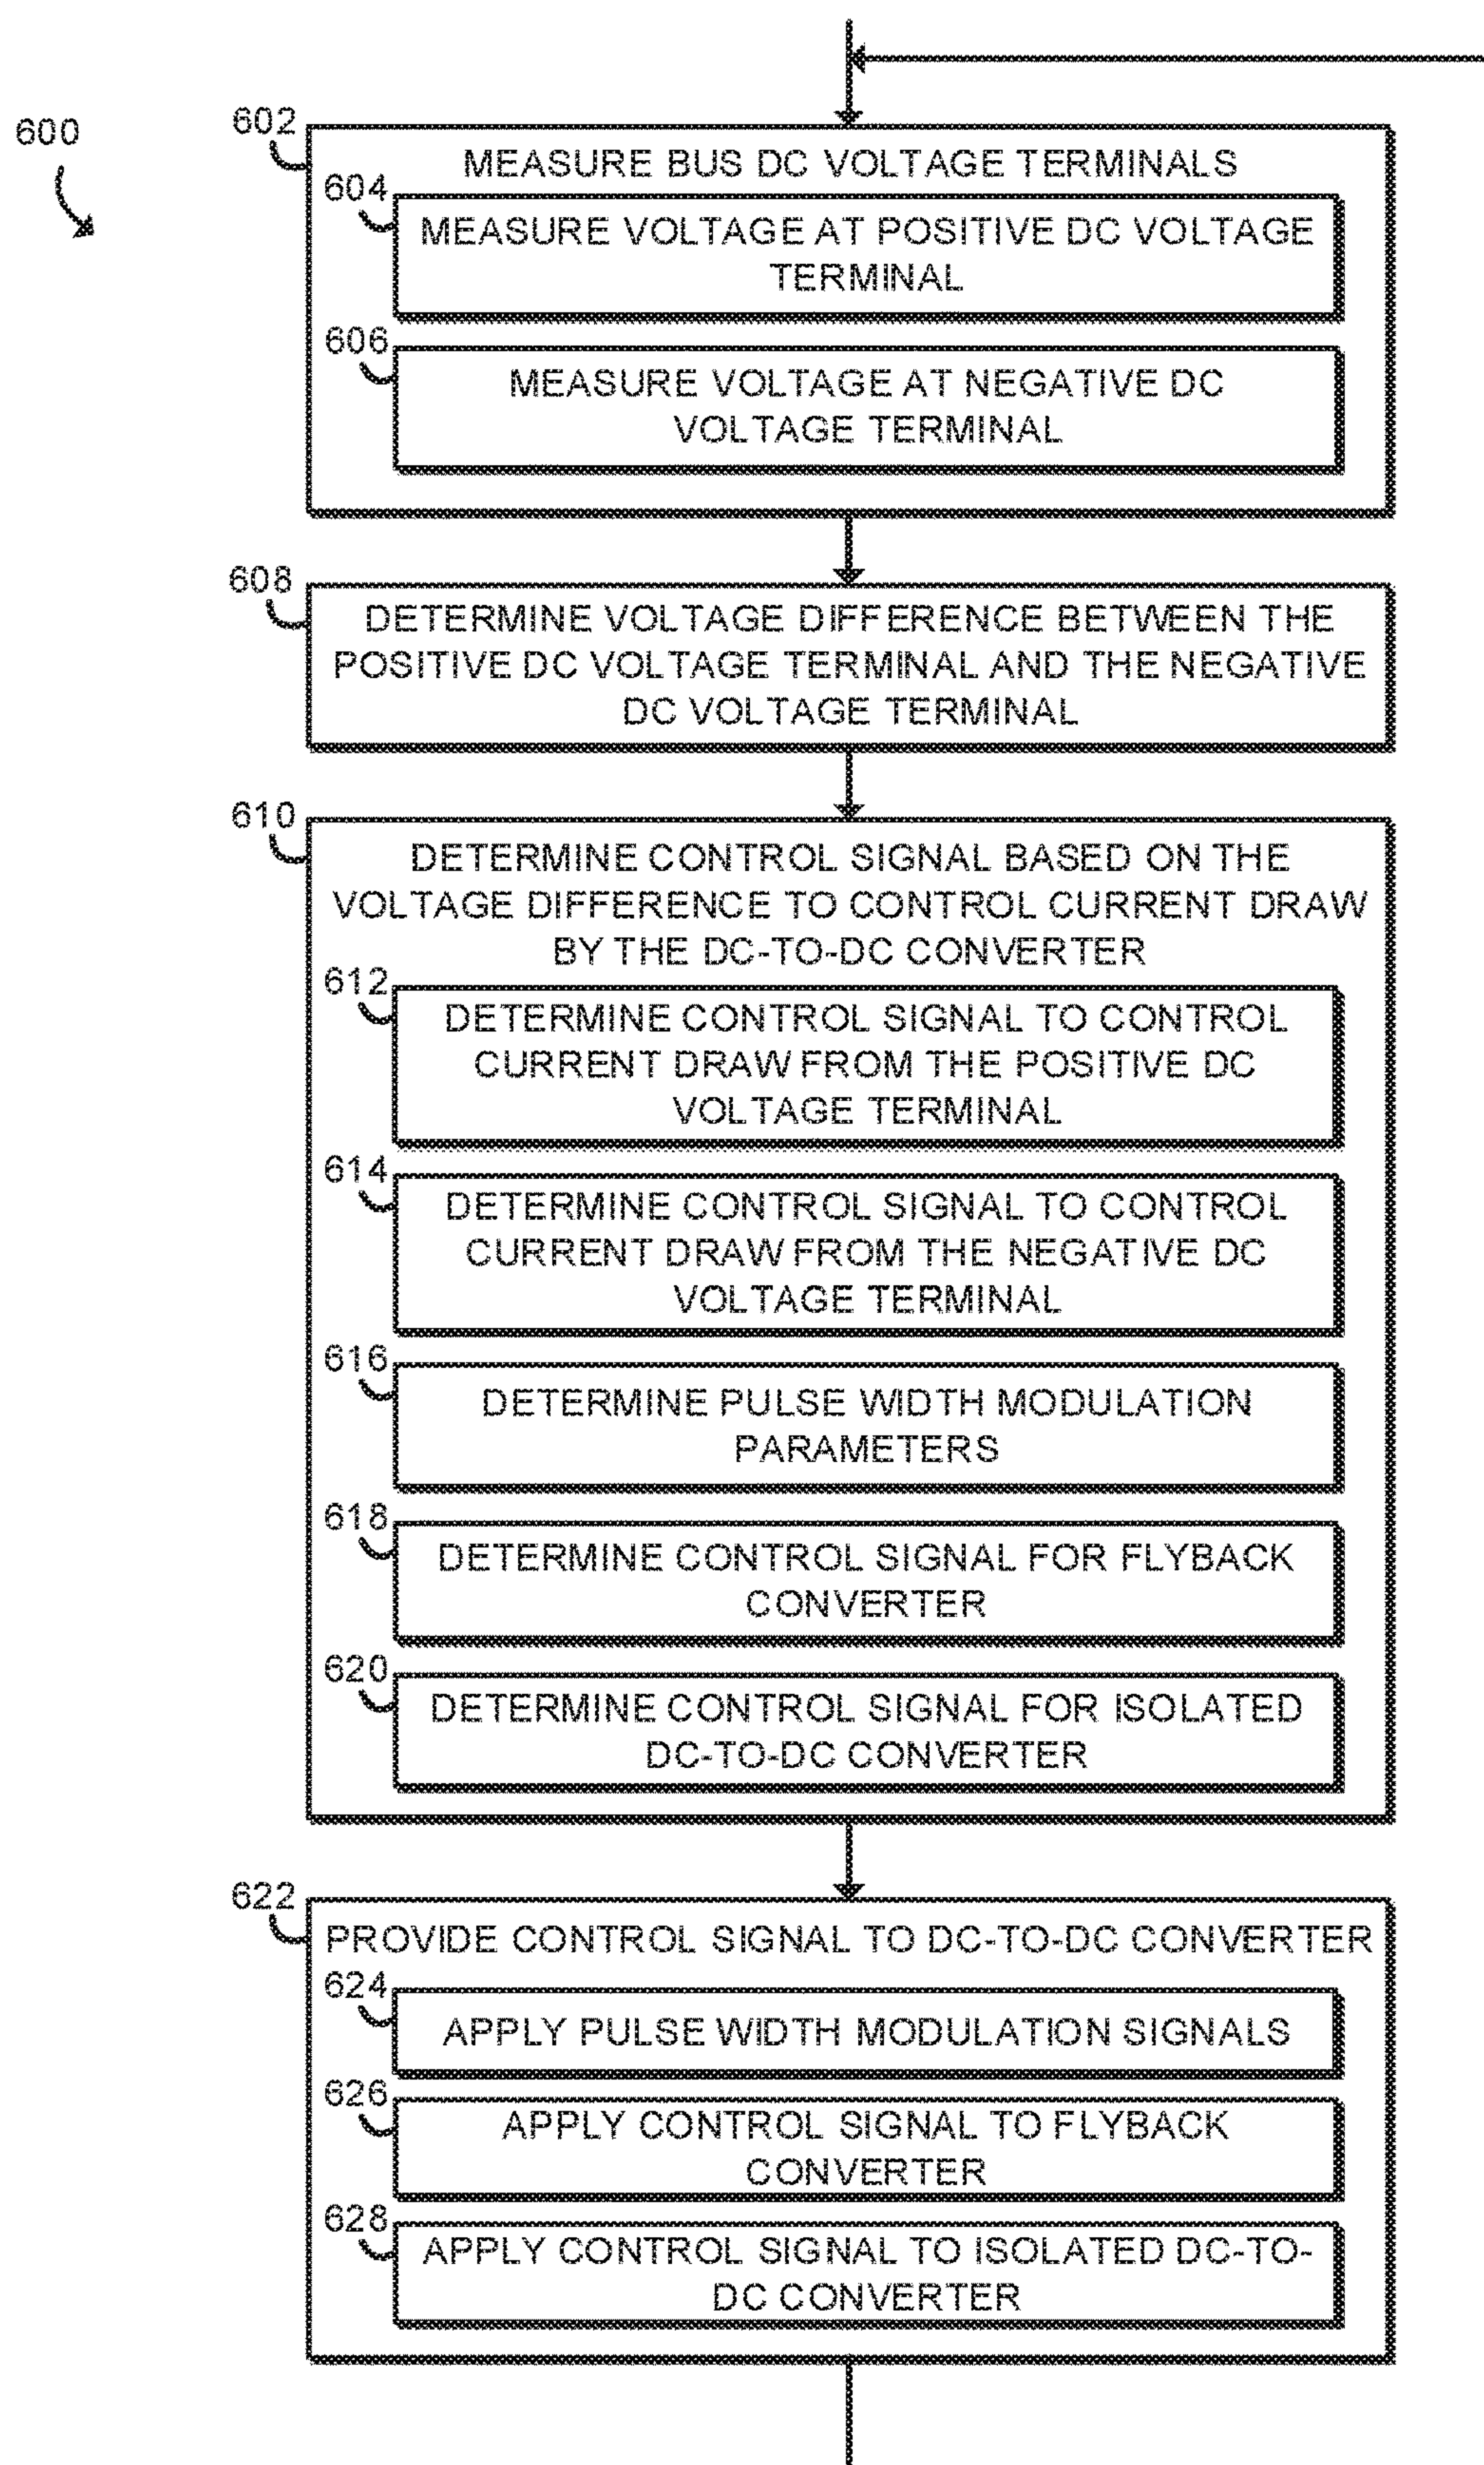 600
602
MEASURE BUS DC VOLTAGE TERMINALS
604
MEASURE VOLTAGE AT POSITIVE DC VOLTAGE
TERMINAL
606
MEASURE VOLTAGE AT NEGATIVE DC
VOLTAGE TERMINAL
608
DETERMINE VOLTAGE DIFFERENCE BETWEEN THE
POSITIVE DC VOLTAGE TERMINAL AND THE NEGATIVE
DC VOLTAGE TERMINAL
610
DETERMINE CONTROL SIGNAL BASED ON THE
VOLTAGE DIFFERENCE TO CONTROL CURRENT DRAW
BY THE DC-TO-DC CONVERTER
612
DETERMINE CONTROL SIGNAL TO CONTROL
CURRENT DRAW FROM THE POSITIVE DC
VOLTAGE TERMINAL
614
DETERMINE CONTROL SIGNAL TO CONTROL
CURRENT DRAW FROM THE NEGATIVE DC
VOLTAGE TERMINAL
616
DETERMINE PULSE WIDTH MODULATION
PARAMETERS
618
DETERMINE CONTROL SIGNAL FOR FLYBACK
CONVERTER
620
DETERMINE CONTROL SIGNAL FOR ISOLATED
DC-TO-DC CONVERTER
622
PROVIDE CONTROL SIGNAL TO DC-TO-DC CONVERTER
624
APPLY PULSE WIDTH MODULATION SIGNALS
626
APPLY CONTROL SIGNAL TO FLYBACK
CONVERTER
628
APPLY CONTROL SIGNAL TO ISOLATED DC-TO-
DC CONVERTER